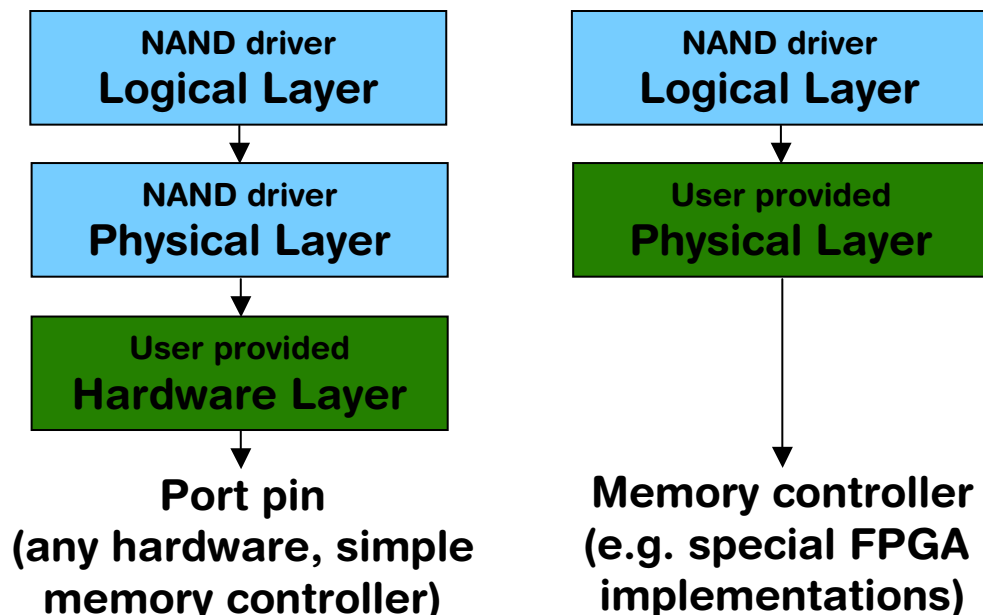 NAND driver
Logical Layer
NAND driver
Physical Layer
User provided
Hardware Layer
Port pin
(any hardware, simple
memory controller)
NAND driver
Logical Layer
User provided
Physical Layer
Memory controller
(e.g. special FPGA
implementations)